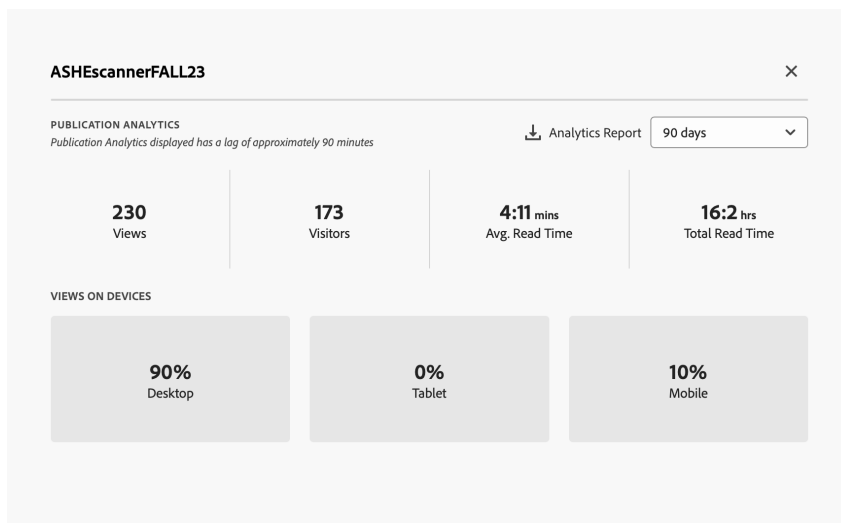 ASHEscannerFALL23
PUBLICATION ANALYTICS
Publication Analytics displayed has a lag of approximately 90 minutes
Analytics Report
90 days
230
Views
173
Visitors
4:11 mins
Avg. Read Time
16:2 hrs
Total Read Time
VIEWS ON DEVICES
90%
Desktop
0%
Tablet
10%
Mobile